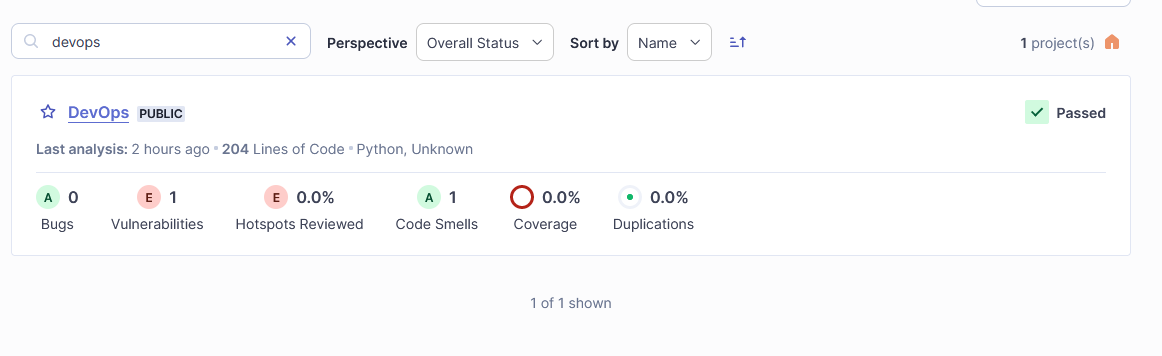 devops Perspective Overall Status Sort by Name 1 project(s)
DevOps PUBLIC Passed
Last analysis: 2 hours ago 204 Lines of Code Python, Unknown
A 0 E 1 E 0.0% A 1 0.0% 0.0%
Bugs Vulnerabilities Hotspots Reviewed Code Smells Coverage Duplications
1 of 1 shown